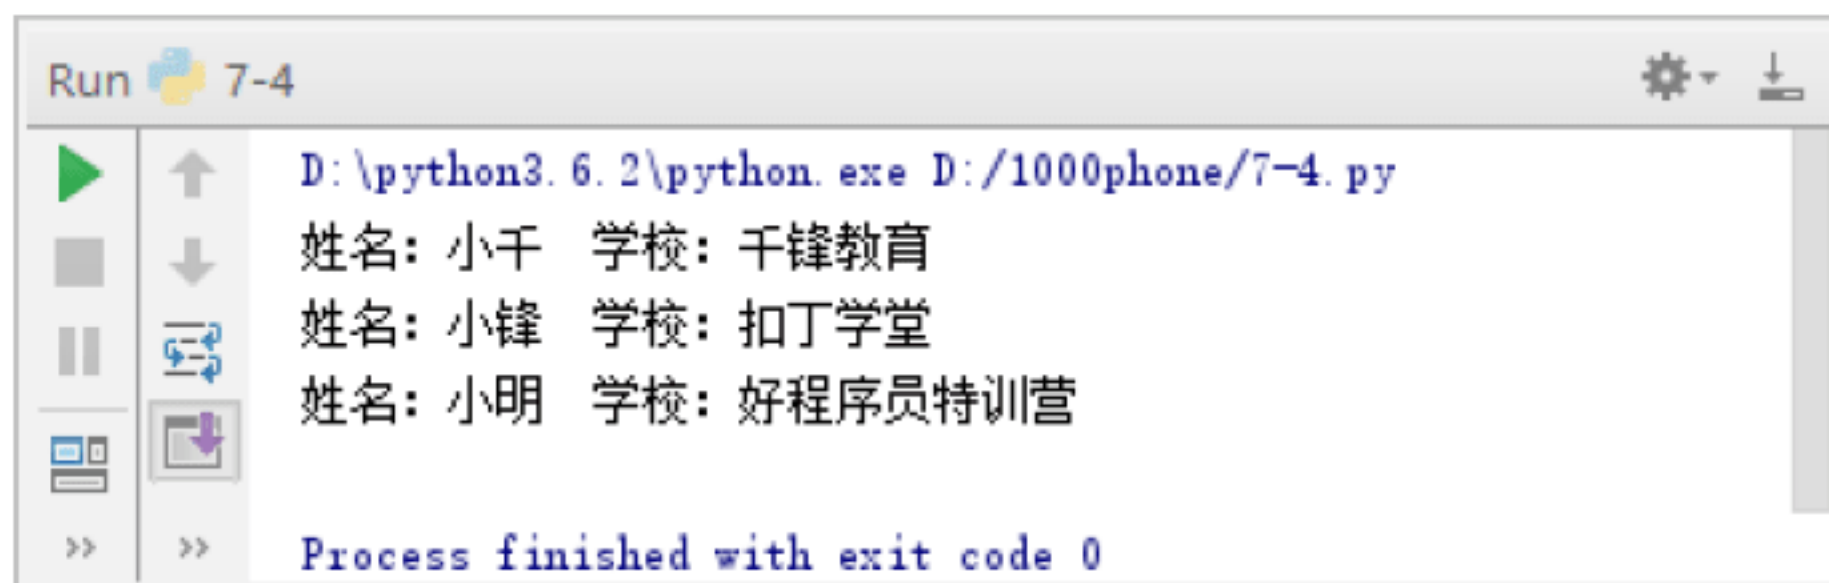 Run 7-4
D:\python3.6.2\python.exe D:/1000phone/7-4.py
姓名：小千 学校：千锋教育
姓名：小锋 学校：扣丁学堂
姓名：小明 学校：好程序员特训营
Process finished with exit code 0